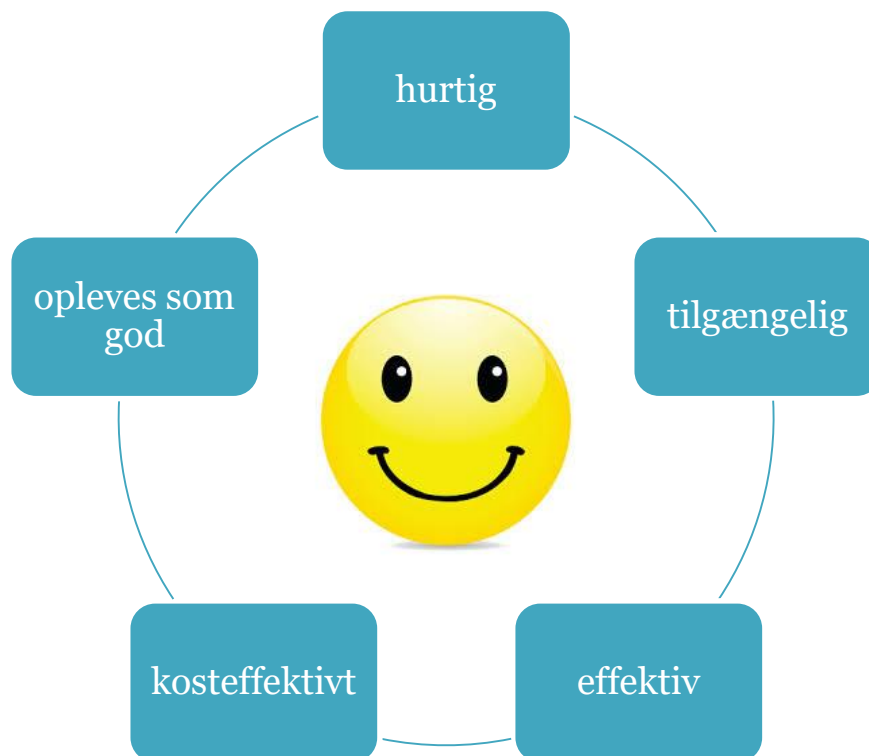 hurtig
tilgængelig
effektiv
kosteffektivt
opleves som
god